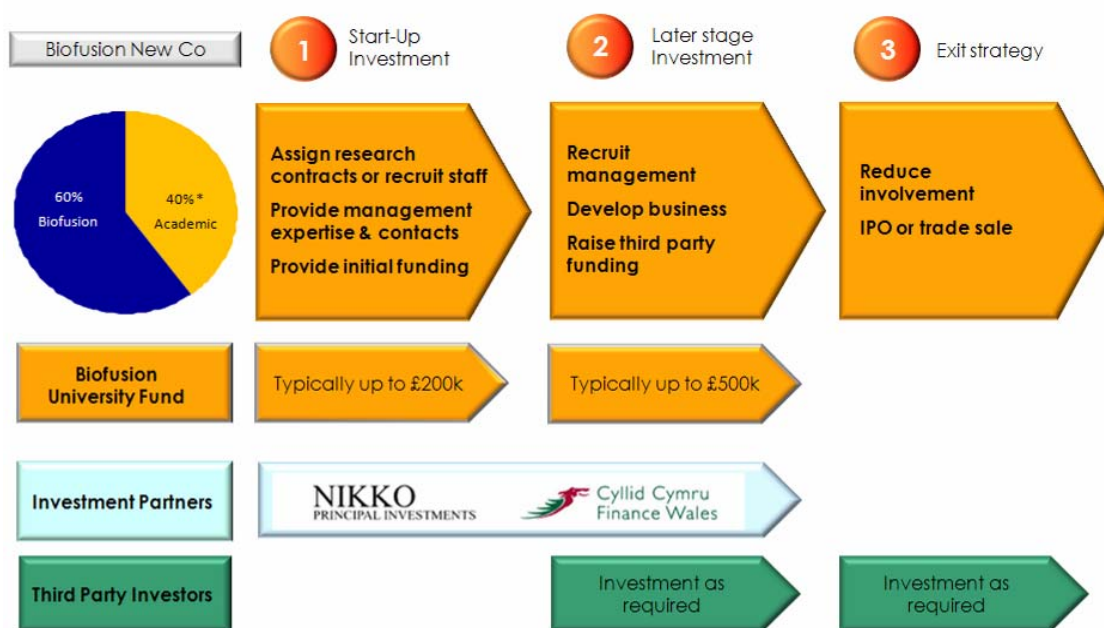 Biofusion New Co
1
Start-Up
Investment
2
Later stage
Investment
3
Exit strategy
60%
Biofusion
40%*
Academic
Assign research
contracts or recruit staff
Provide management
expertise & contacts
Provide initial funding
Recruit
management
Develop business
Raise third party
funding
Reduce
involvement
IPO or trade sale
Biofusion
University Fund
Typically up to £200k
Typically up to £500k
Investment Partners
NIKKO
PRINCIPAL INVESTMENTS
Cyllid Cymru
Finance Wales
Third Party Investors
Investment as
required
Investment as
required